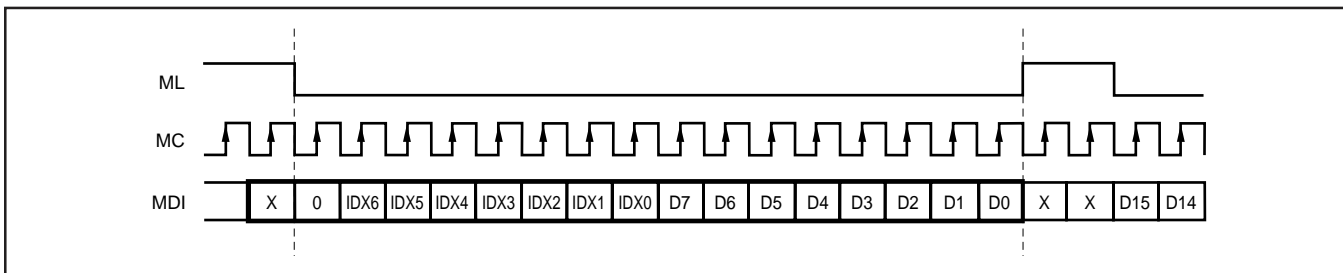 ML
MC
MDI X 0 IDX6 IDX5 IDX4 IDX3 IDX2 IDX1 IDX0 D7 D6 D5 D4 D3 D2 D1 D0 X X D15 D14